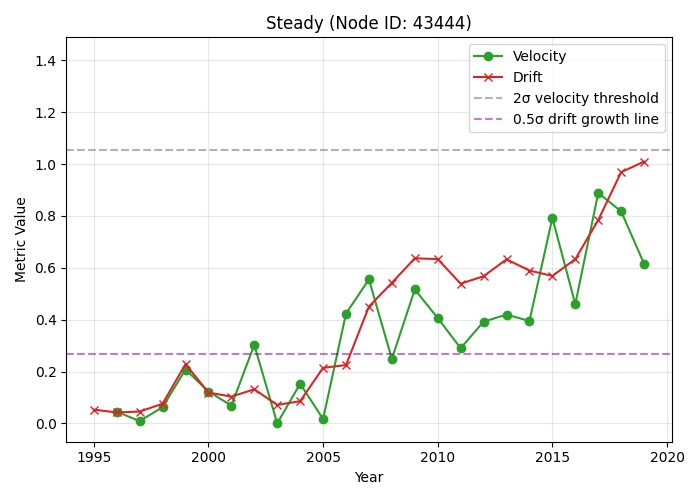 Steady (Node ID: 43444)
Velocity
Drift
2σ velocity threshold
0.5σ drift growth line
Metric Value
1.4
1.2
1.0
0.8
0.6
0.4
0.2
0.0
1995 2000 2005 2010 2015 2020
Year